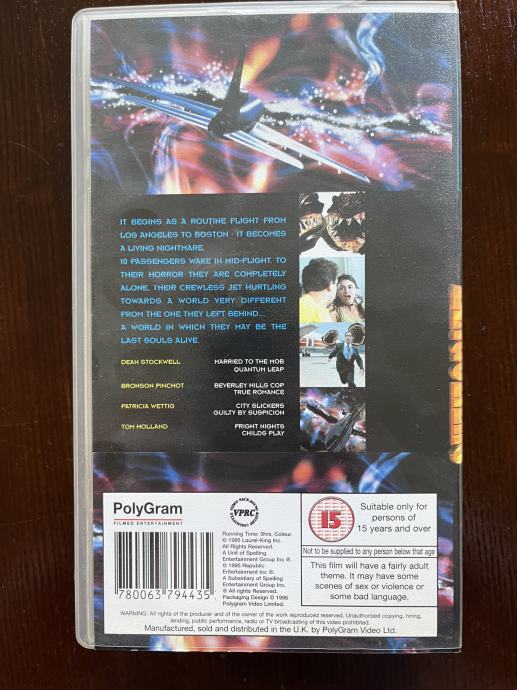 IT BEGINS AS A ROUTINE FLIGHT FROM
LOS ANGELES TO BOSTON - IT BECOMES
A LIVING NIGHTMARE.
10 PASSENGERS WAKE IN MID-FLIGHT. TO
THEIR HORROR THEY ARE COMPLETELY
ALONE, THEIR CREWLESS JET HURTLING
TOWARDS A WORLD VERY DIFFERENT
FROM THE ONE THEY LEFT BEHIND...
A WORLD IN WHICH THEY MAY BE THE
LAST SOULS ALIVE.
DEAN STOCKWELL MARRIED TO THE MOB
QUANTUM LEAP
BRONSON PINCHOT BEVERLEY HILLS COP
TRUE ROMANCE
PATRICIA WETTIG CITY SLICKERS
GUILTY BY SUSPICION
TOM HOLLAND FRIGHT NIGHTS
CHILDS PLAY
PolyGram
FILMED ENTERTAINMENT
VPRC
Running Time: 3hrs. Colour.
© 1995 Laurel-King Inc.
All Rights Reserved.
A Unit of Spelling
Entertainment Group Inc ®.
© 1995 Republic
Entertainment Inc ®.
A Subsidiary of Spelling
Entertainment Group Inc ®.
All Rights Reserved.
Packaging Design © 1996
Polygram Video Limited.
780063 794435
15
Suitable only for
persons of
15 years and over
Not to be supplied to any person below that age
This film will have a fairly adult
theme. It may have some
scenes of sex or violence or
some bad language.
WARNING: All rights of the producer and of the owner of the work reproduced reserved. Unauthorised copying, hiring,
lending, public performance, radio or TV broadcasting of this video prohibited.
Manufactured, sold and distributed in the U.K. by PolyGram Video Ltd.